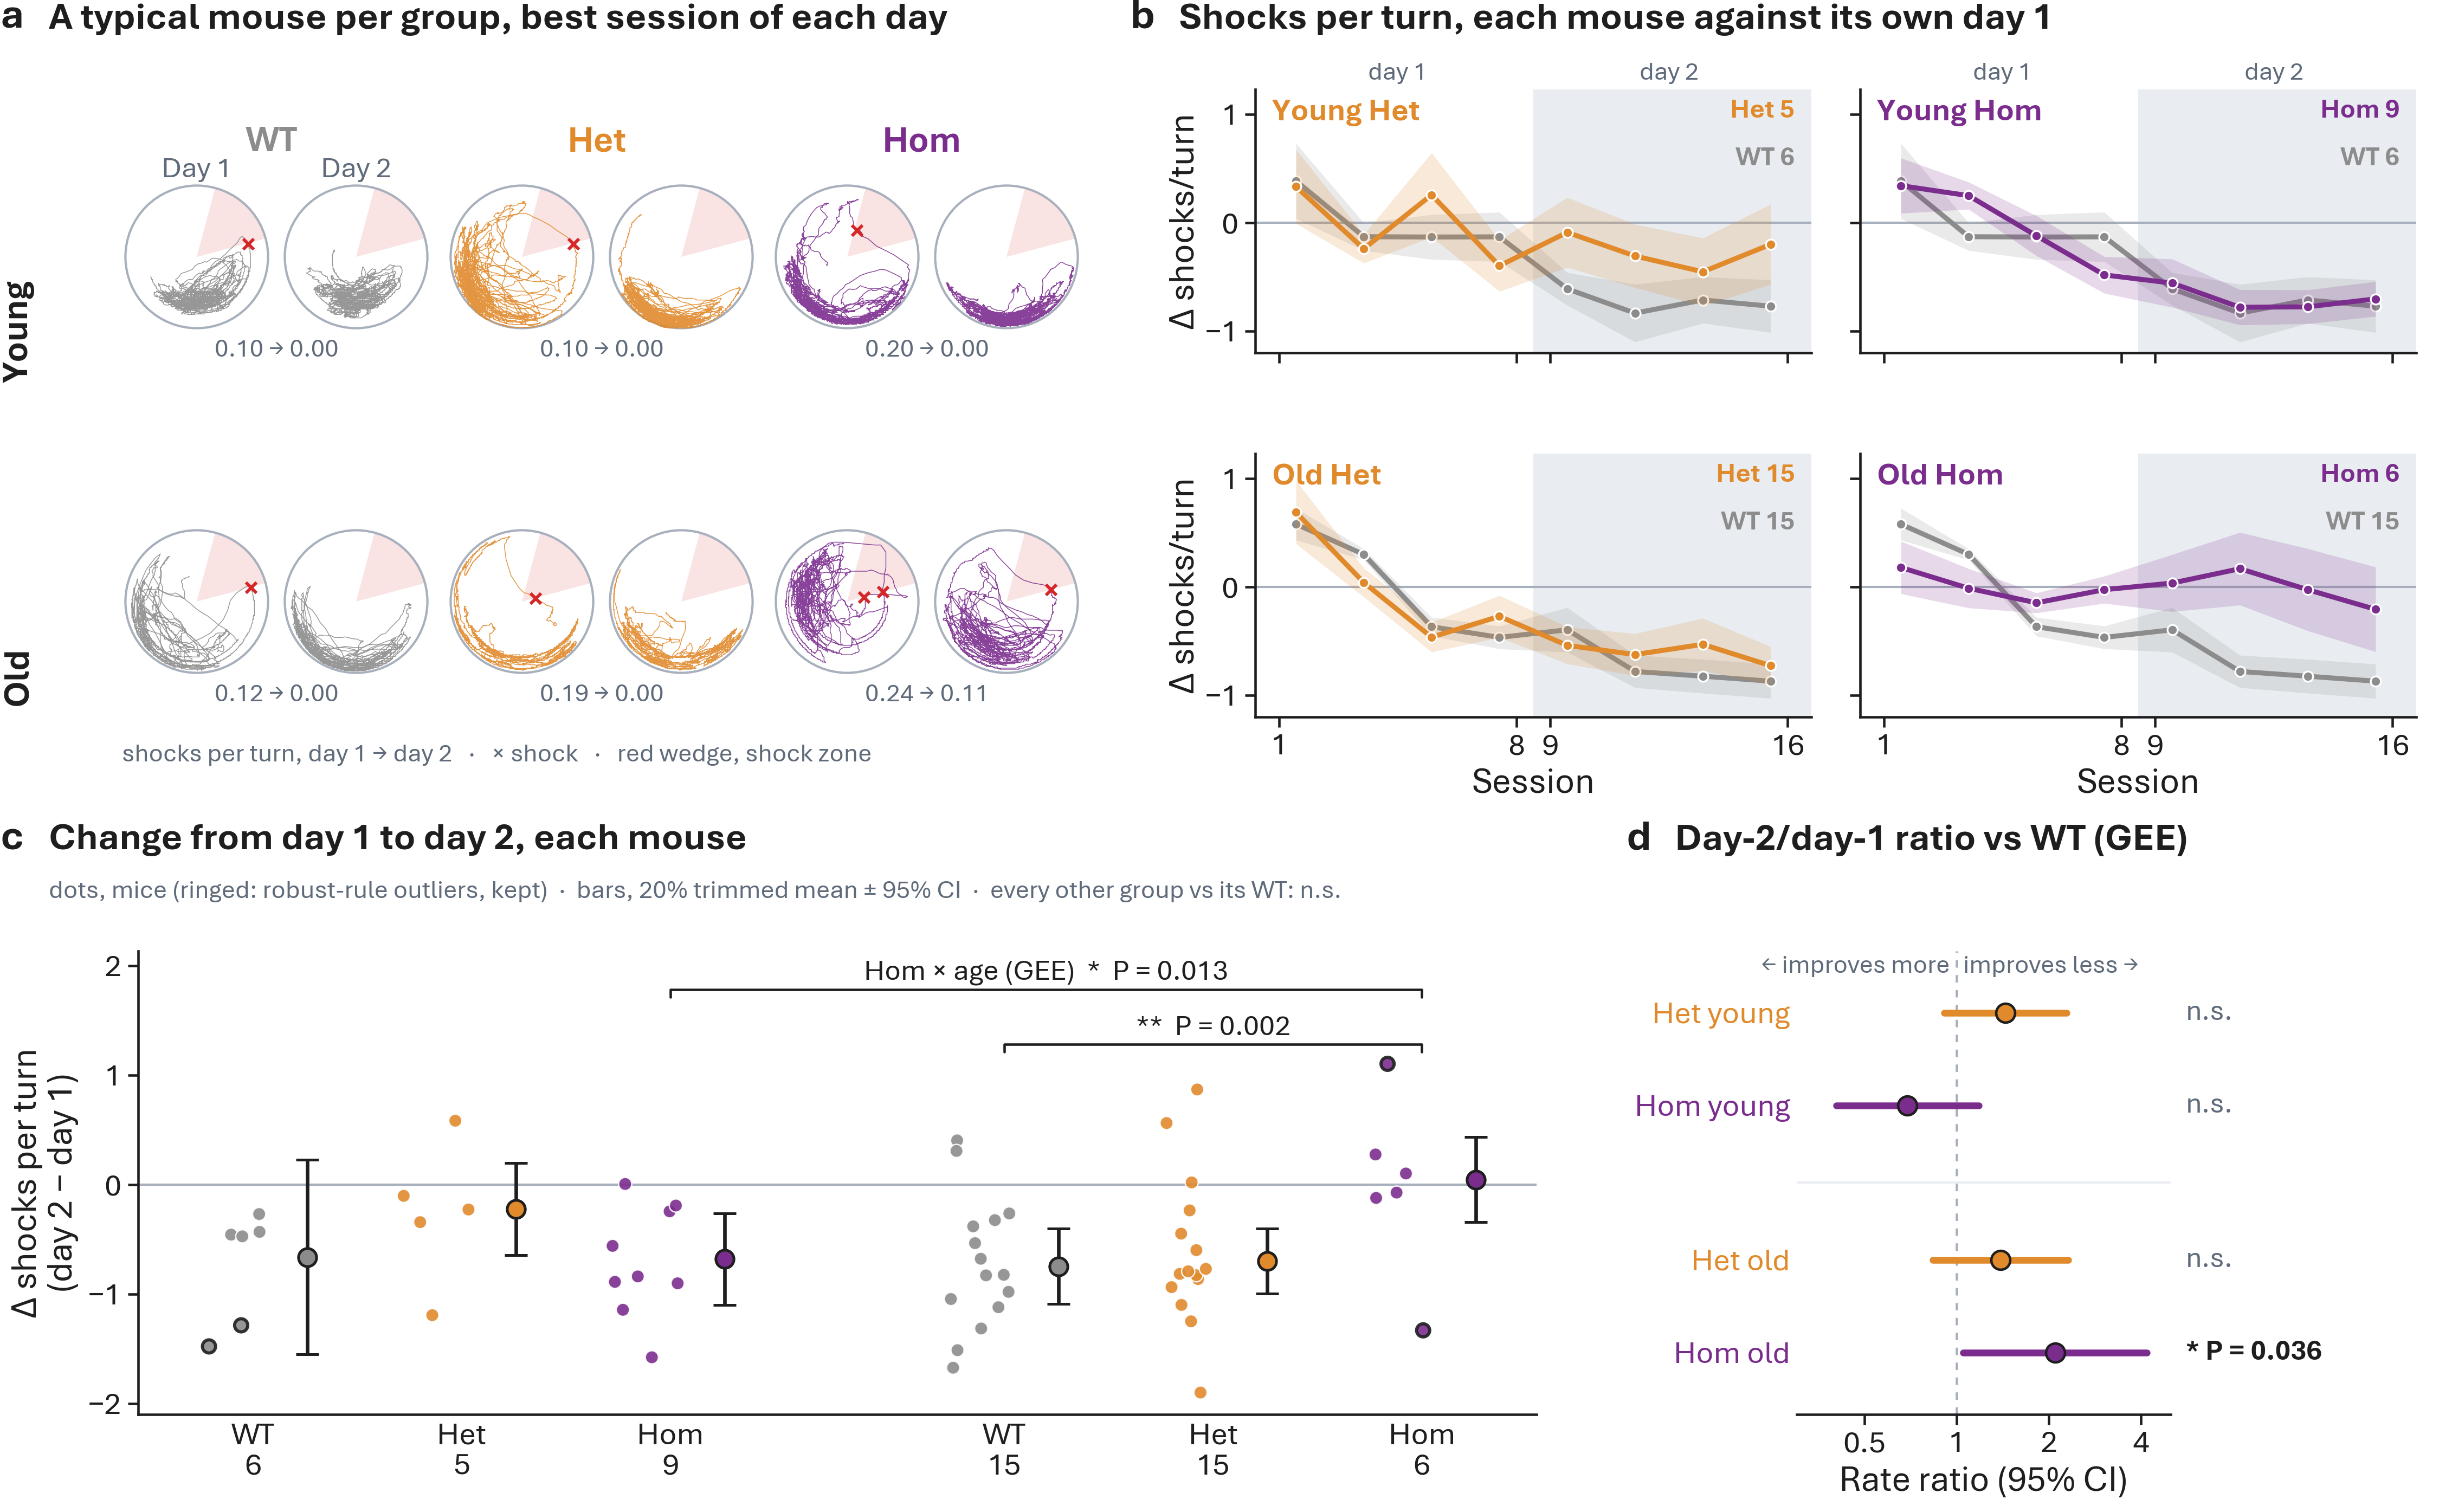 a A typical mouse per group, best session of each day
WT
Het
Hom
Day 1
Day 2
Young
0.10 → 0.00
0.10 → 0.00
0.20 → 0.00
Old
0.12 → 0.00
0.19 → 0.00
0.24 → 0.11
shocks per turn, day 1 → day 2 · × shock · red wedge, shock zone
b Shocks per turn, each mouse against its own day 1
day 1
day 2
day 1
day 2
Δ shocks/turn
1
0
−1
Young Het
Het 5
WT 6
Young Hom
Hom 9
WT 6
Δ shocks/turn
1
0
−1
Old Het
Het 15
WT 15
Old Hom
Hom 6
WT 15
1
8
9
16
Session
1
8
9
16
Session
c Change from day 1 to day 2, each mouse
dots, mice (ringed: robust-rule outliers, kept) · bars, 20% trimmed mean ± 95% CI · every other group vs its WT: n.s.
Δ shocks per turn
(day 2 − day 1)
2
1
0
−1
−2
Hom × age (GEE) * P = 0.013
** P = 0.002
WT
6
Het
5
Hom
9
WT
15
Het
15
Hom
6
d Day-2/day-1 ratio vs WT (GEE)
← improves more
improves less →
Het young
n.s.
Hom young
n.s.
Het old
n.s.
Hom old
* P = 0.036
0.5
1
2
4
Rate ratio (95% CI)